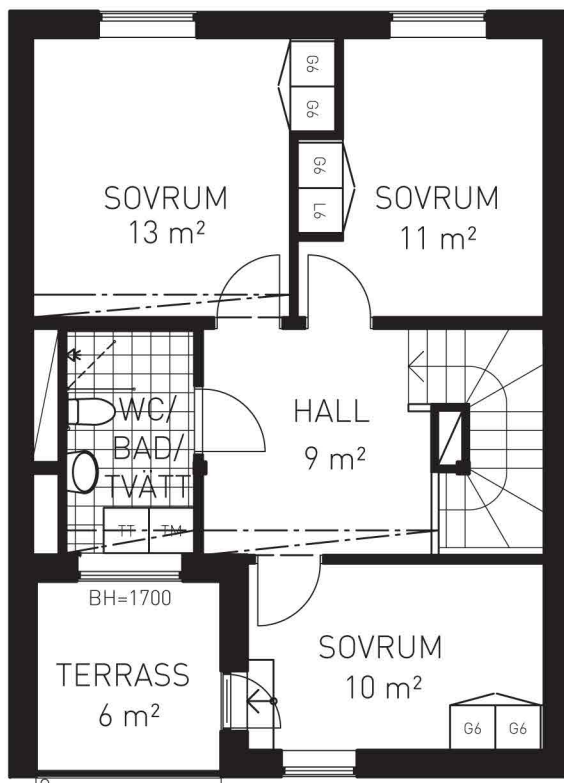 G6
G6
G6
L6
SOVRUM
13 m²
SOVRUM
11 m²
WC/
BAD/
TVÄTT
HALL
9 m²
TT
TM
BH=1700
TERRASS
6 m²
SOVRUM
10 m²
G6
G6